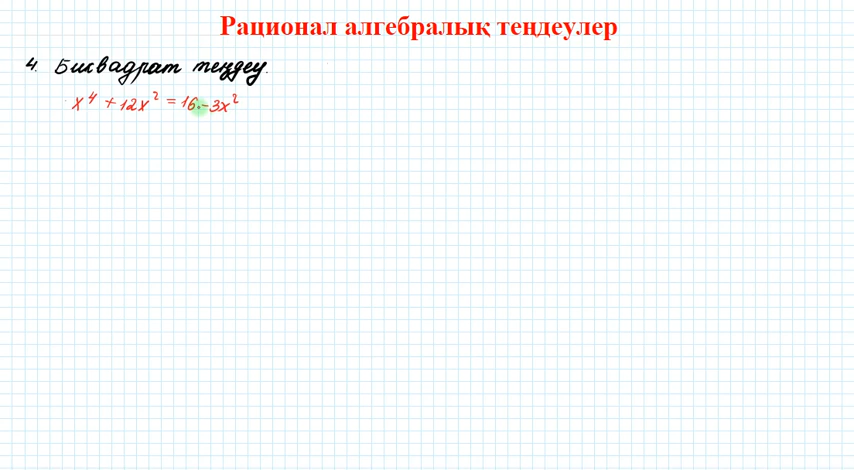 Рационал алгебралық теңдеулер
4. Биквадрат теңдеу.
x⁴ + 12x² = 16 - 3x²